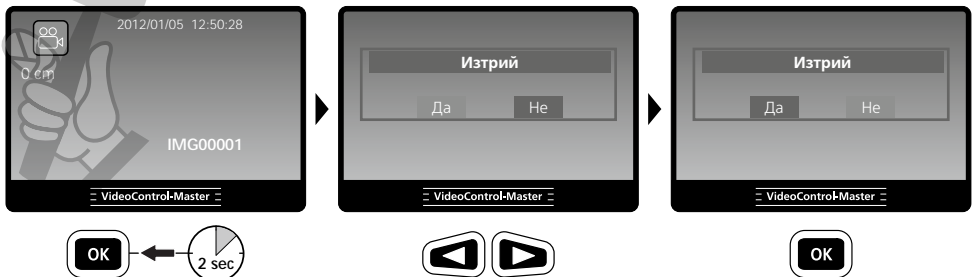 2012/01/05 12:50:28
0 cm
IMG00001
VideoControl-Master
OK
2 sec
Изтрий
Да Не
VideoControl-Master
Изтрий
Да Не
VideoControl-Master
OK